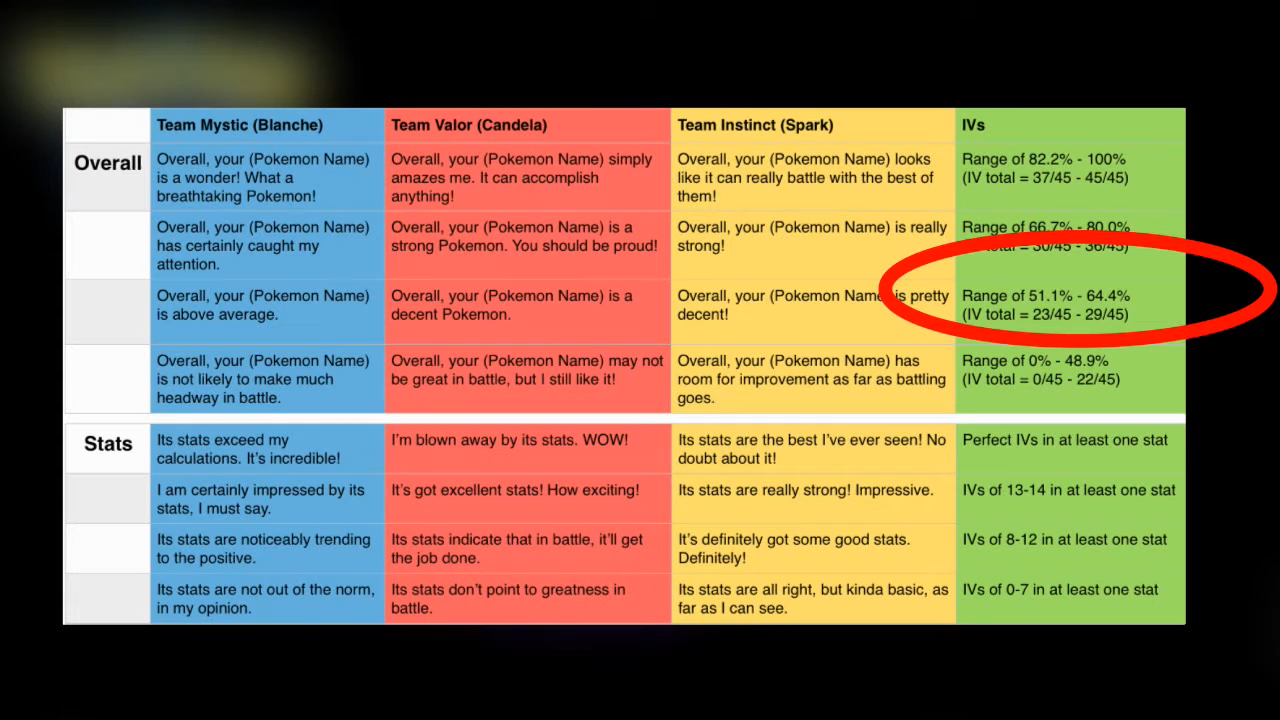 Team Mystic (Blanche) Team Valor (Candela) Team Instinct (Spark) IVs
Overall
Overall, your (Pokemon Name)
is a wonder! What a
breathtaking Pokemon!
Overall, your (Pokemon Name) simply
amazes me. It can accomplish
anything!
Overall, your (Pokemon Name) looks
like it can really battle with the best of
them!
Range of 82.2% - 100%
(IV total = 37/45 - 45/45)
Overall, your (Pokemon Name)
has certainly caught my
attention.
Overall, your (Pokemon Name) is a
strong Pokemon. You should be proud!
Overall, your (Pokemon Name) is really
strong!
Range of 66.7% - 80.0%
total = 30/45 - 36/45)
Overall, your (Pokemon Name)
is above average.
Overall, your (Pokemon Name) is a
decent Pokemon.
Overall, your (Pokemon Name) is pretty
decent!
Range of 51.1% - 64.4%
(IV total = 23/45 - 29/45)
Overall, your (Pokemon Name)
is not likely to make much
headway in battle.
Overall, your (Pokemon Name) may not
be great in battle, but I still like it!
Overall, your (Pokemon Name) has
room for improvement as far as battling
goes.
Range of 0% - 48.9%
(IV total = 0/45 - 22/45)
Stats
Its stats exceed my
calculations. It's incredible!
I'm blown away by its stats. WOW!
Its stats are the best I've ever seen! No
doubt about it!
Perfect IVs in at least one stat
I am certainly impressed by its
stats, I must say.
It's got excellent stats! How exciting!
Its stats are really strong! Impressive.
IVs of 13-14 in at least one stat
Its stats are noticeably trending
to the positive.
Its stats indicate that in battle, it'll get
the job done.
It's definitely got some good stats.
Definitely!
IVs of 8-12 in at least one stat
Its stats are not out of the norm,
in my opinion.
Its stats don't point to greatness in
battle.
Its stats are all right, but kinda basic, as
far as I can see.
IVs of 0-7 in at least one stat